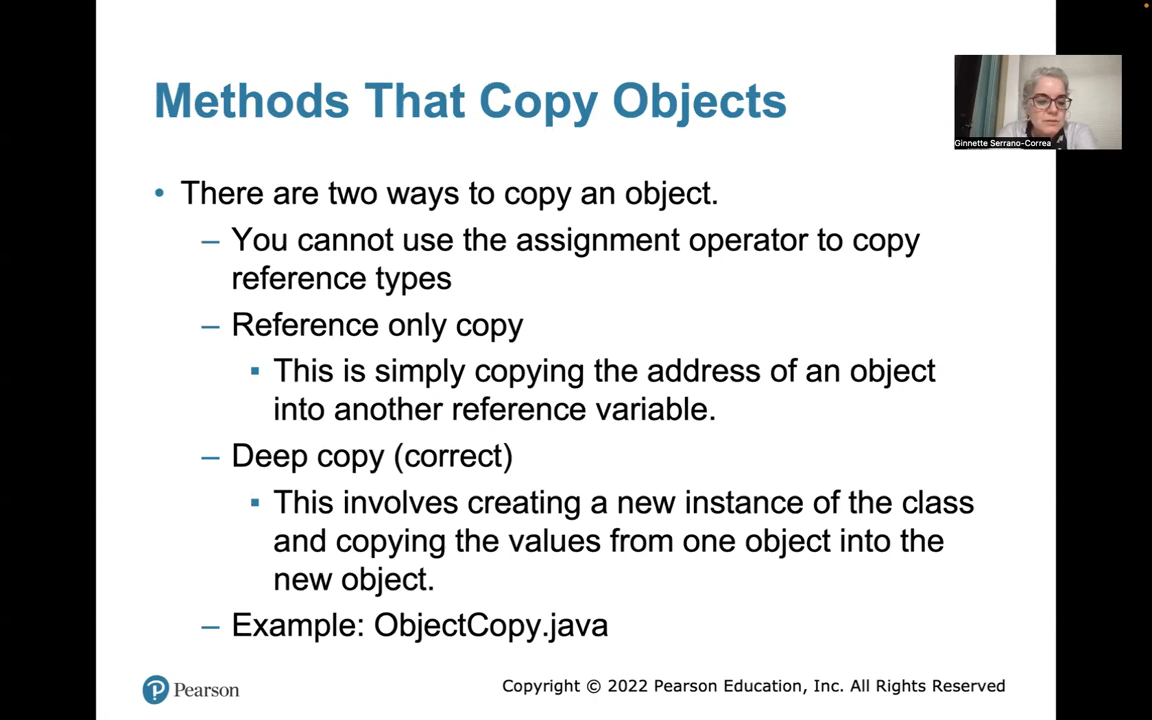 Methods That Copy Objects
Ginnette Serrano-Correa
• There are two ways to copy an object.
– You cannot use the assignment operator to copy
reference types
– Reference only copy
▪ This is simply copying the address of an object
into another reference variable.
– Deep copy (correct)
▪ This involves creating a new instance of the class
and copying the values from one object into the
new object.
– Example: ObjectCopy.java
P Pearson
Copyright © 2022 Pearson Education, Inc. All Rights Reserved